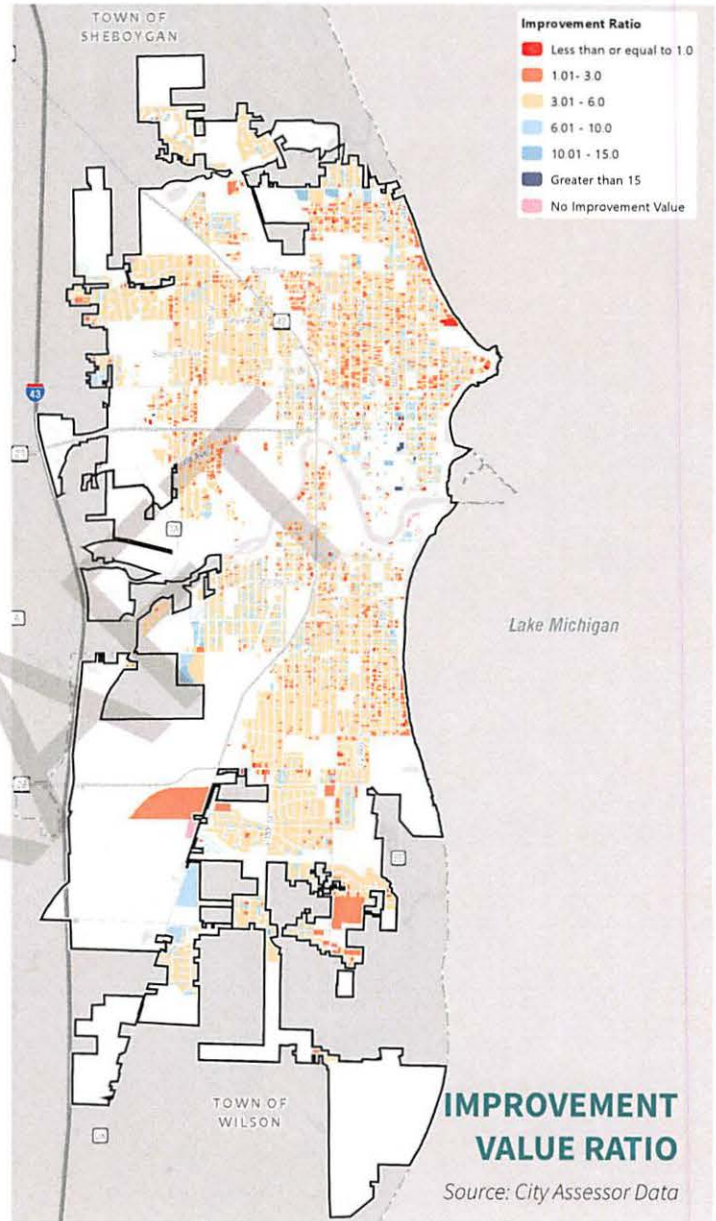 TOWN OF
SHEBOYGAN
Improvement Ratio
Less than or equal to 1.0
1.01- 3.0
3.01 - 6.0
6.01 - 10.0
10.01 - 15.0
Greater than 15
No Improvement Value
43
Lake Michigan
TOWN OF
WILSON
IMPROVEMENT
VALUE RATIO
Source: City Assessor Data